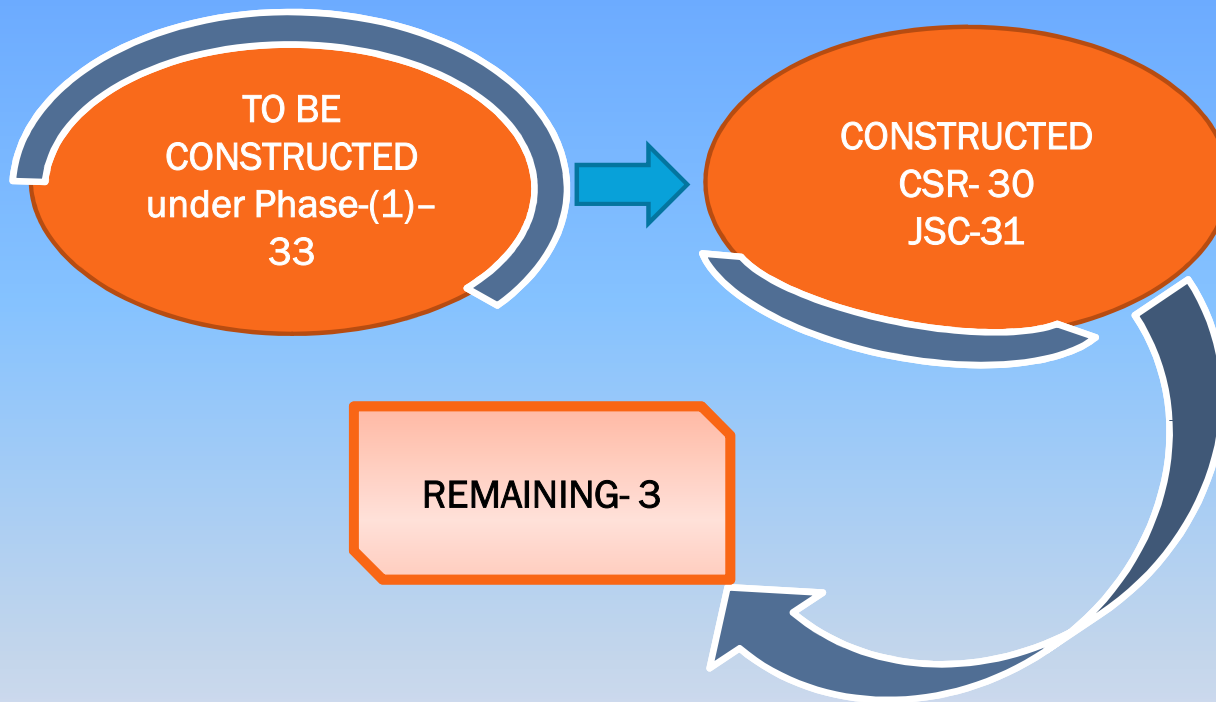 TO BE
CONSTRUCTED
under Phase-(1)–
33
CONSTRUCTED
CSR- 30
JSC-31
REMAINING- 3